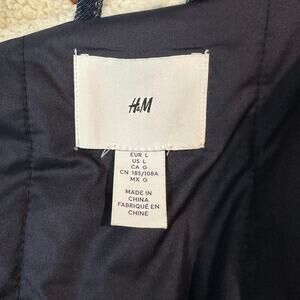 H&M
EUR L
US L
CA G
CN 185/108A
MX G
MADE IN
CHINA
FABRIQUÉ EN
CHINE